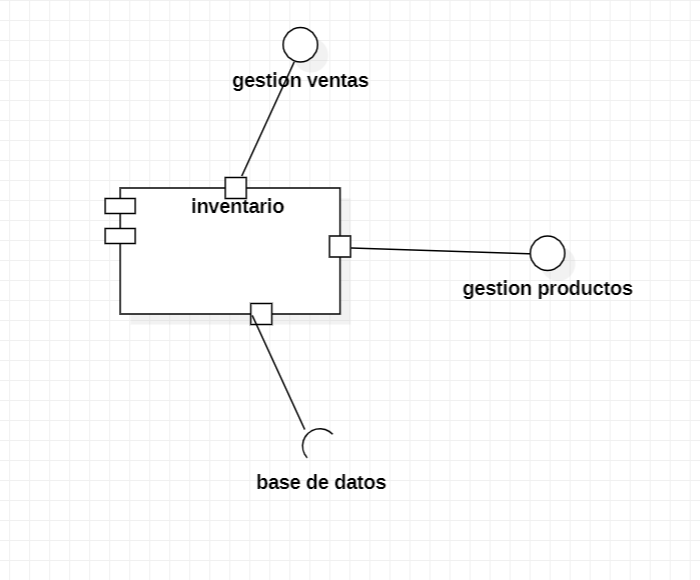 gestion ventas
inventario
gestion productos
base de datos